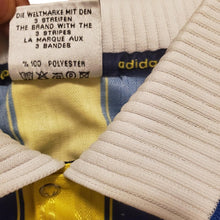 DIE WELTMARKE MIT DEN
3 STREIFEN
THE BRAND WITH THE
3 STRIPES
LA MARQUE AUX
3 BANDES
% 100 POLYESTER
adidas